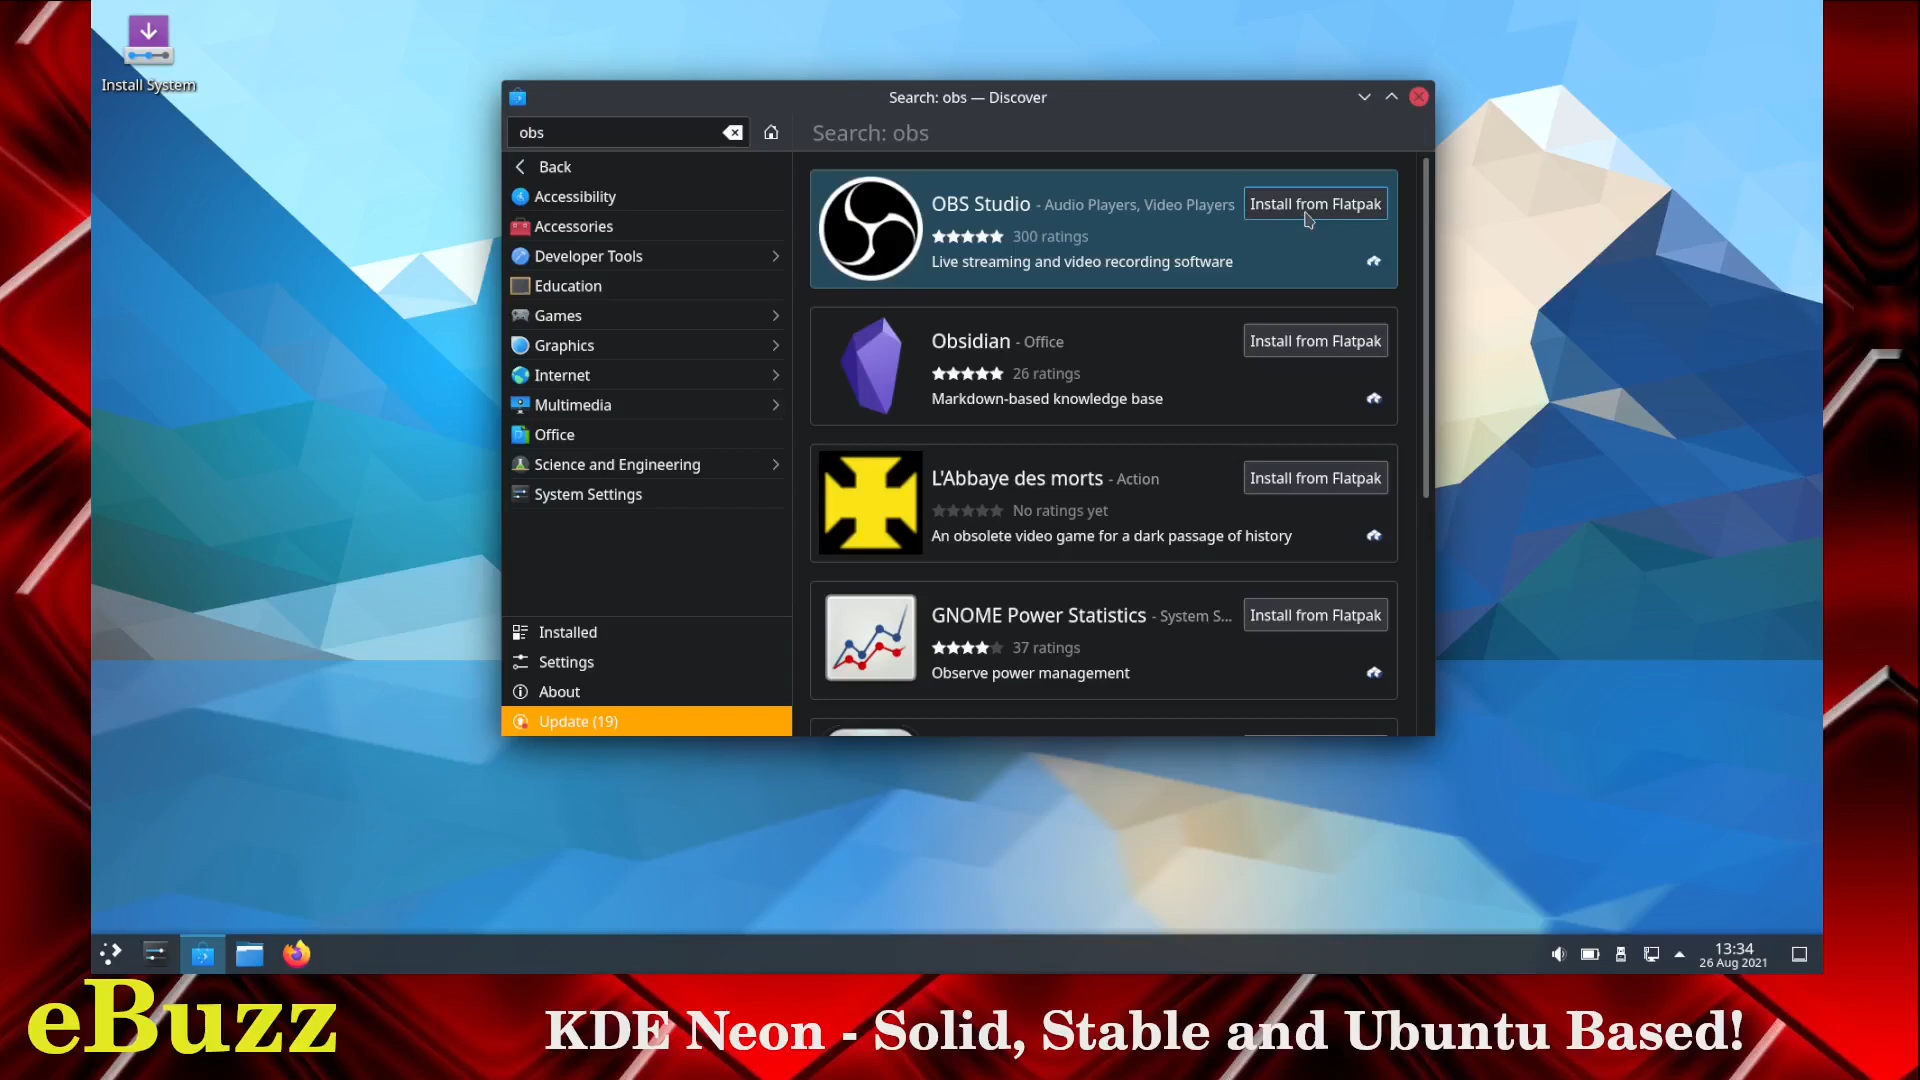 Install System
Search: obs — Discover
obs
Search: obs
Back
Accessibility
Accessories
Developer Tools
Education
Games
Graphics
Internet
Multimedia
Office
Science and Engineering
System Settings
Installed
Settings
About
Update (19)
OBS Studio - Audio Players, Video Players
Install from Flatpak
300 ratings
Live streaming and video recording software
Obsidian - Office
Install from Flatpak
26 ratings
Markdown-based knowledge base
L'Abbaye des morts - Action
Install from Flatpak
No ratings yet
An obsolete video game for a dark passage of history
GNOME Power Statistics - System S...
Install from Flatpak
37 ratings
Observe power management
13:34
26 Aug 2021
eBuzz
KDE Neon - Solid, Stable and Ubuntu Based!